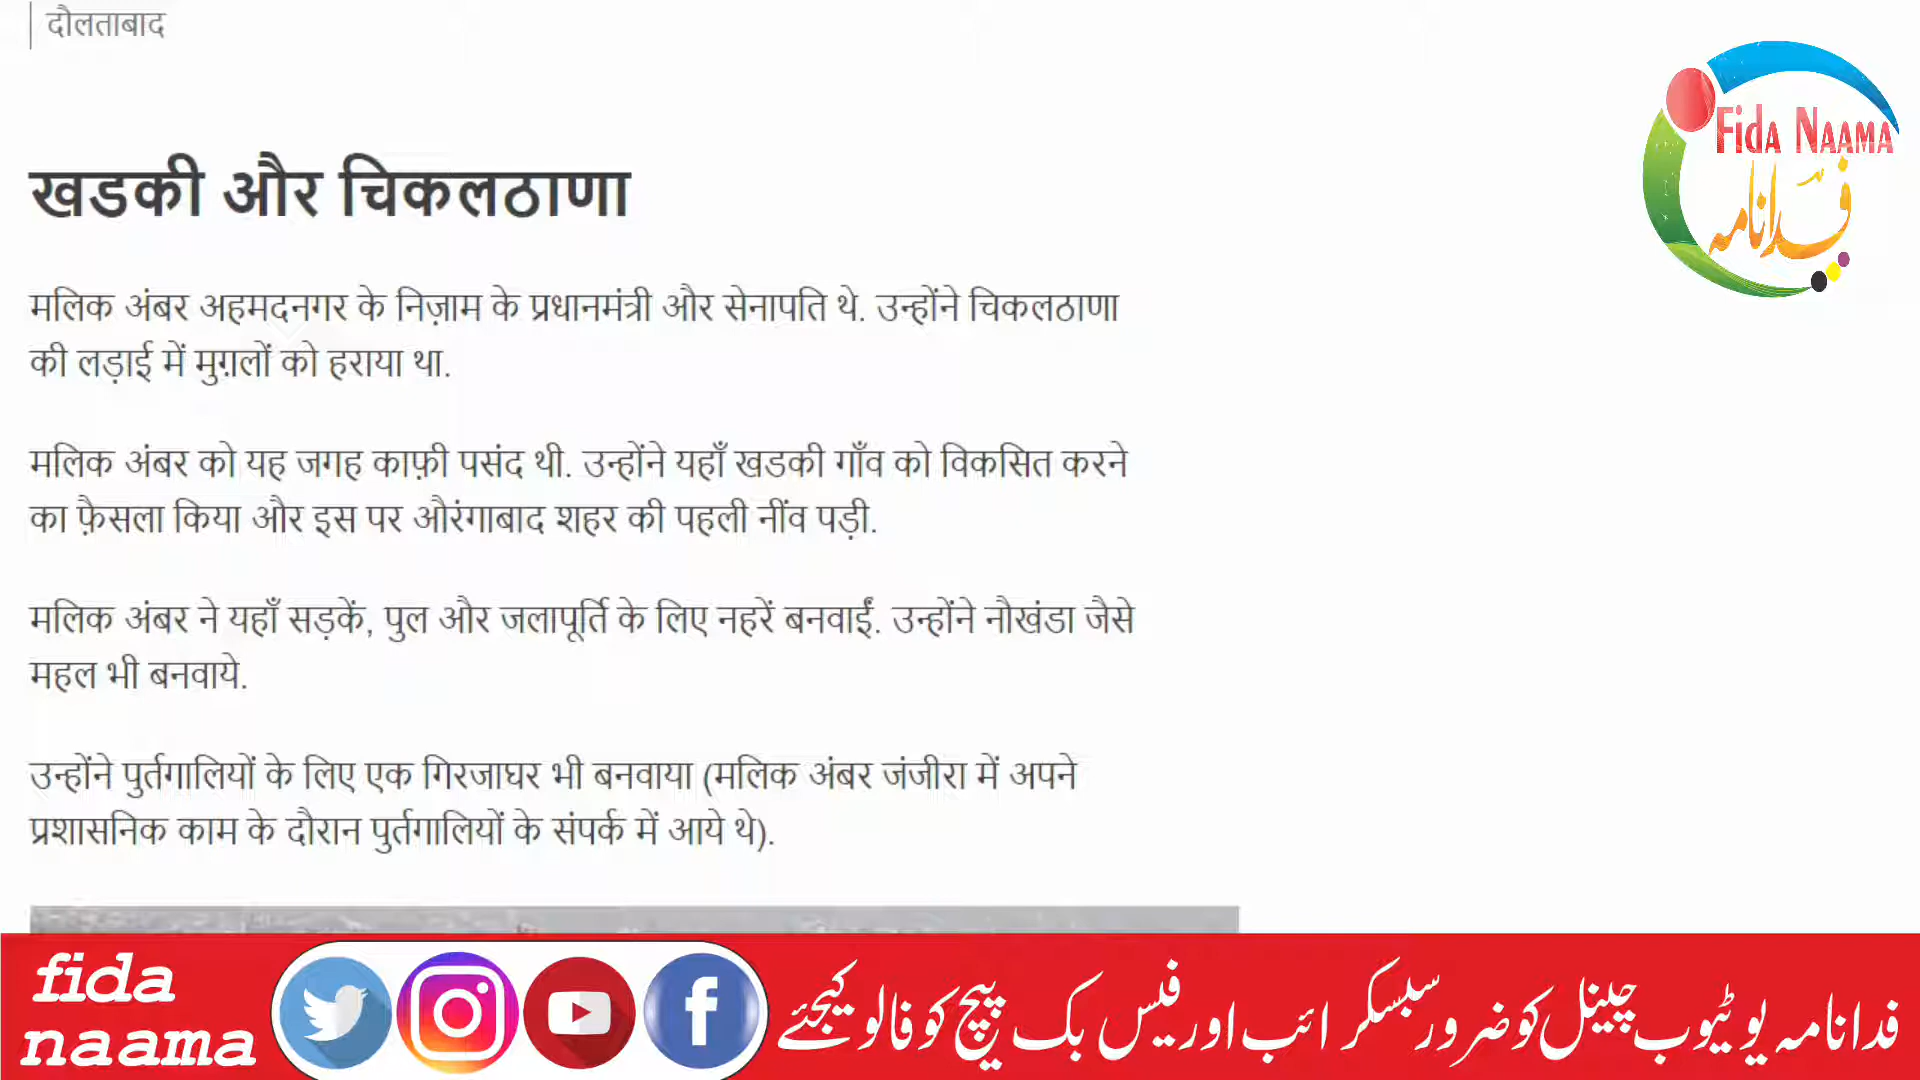 दौलताबाद
Fida Naama
فدانامہ
खडकी और चिकलठाणा
मलिक अंबर अहमदनगर के निज़ाम के प्रधानमंत्री और सेनापति थे. उन्होंने चिकलठाणा
की लड़ाई में मुग़लों को हराया था.
मलिक अंबर को यह जगह काफ़ी पसंद थी. उन्होंने यहाँ खडकी गाँव को विकसित करने
का फ़ैसला किया और इस पर औरंगाबाद शहर की पहली नींव पड़ी.
मलिक अंबर ने यहाँ सड़कें, पुल और जलापूर्ति के लिए नहरें बनवाईं. उन्होंने नौखंडा जैसे
महल भी बनवाये.
उन्होंने पुर्तगालियों के लिए एक गिरजाघर भी बनवाया (मलिक अंबर जंजीरा में अपने
प्रशासनिक काम के दौरान पुर्तगालियों के संपर्क में आये थे).
fida
naama
فدانامہ یوٹیوب چینل کو ضرور سبسکرائب اور فیس بک پیج کو فالو کیجئے